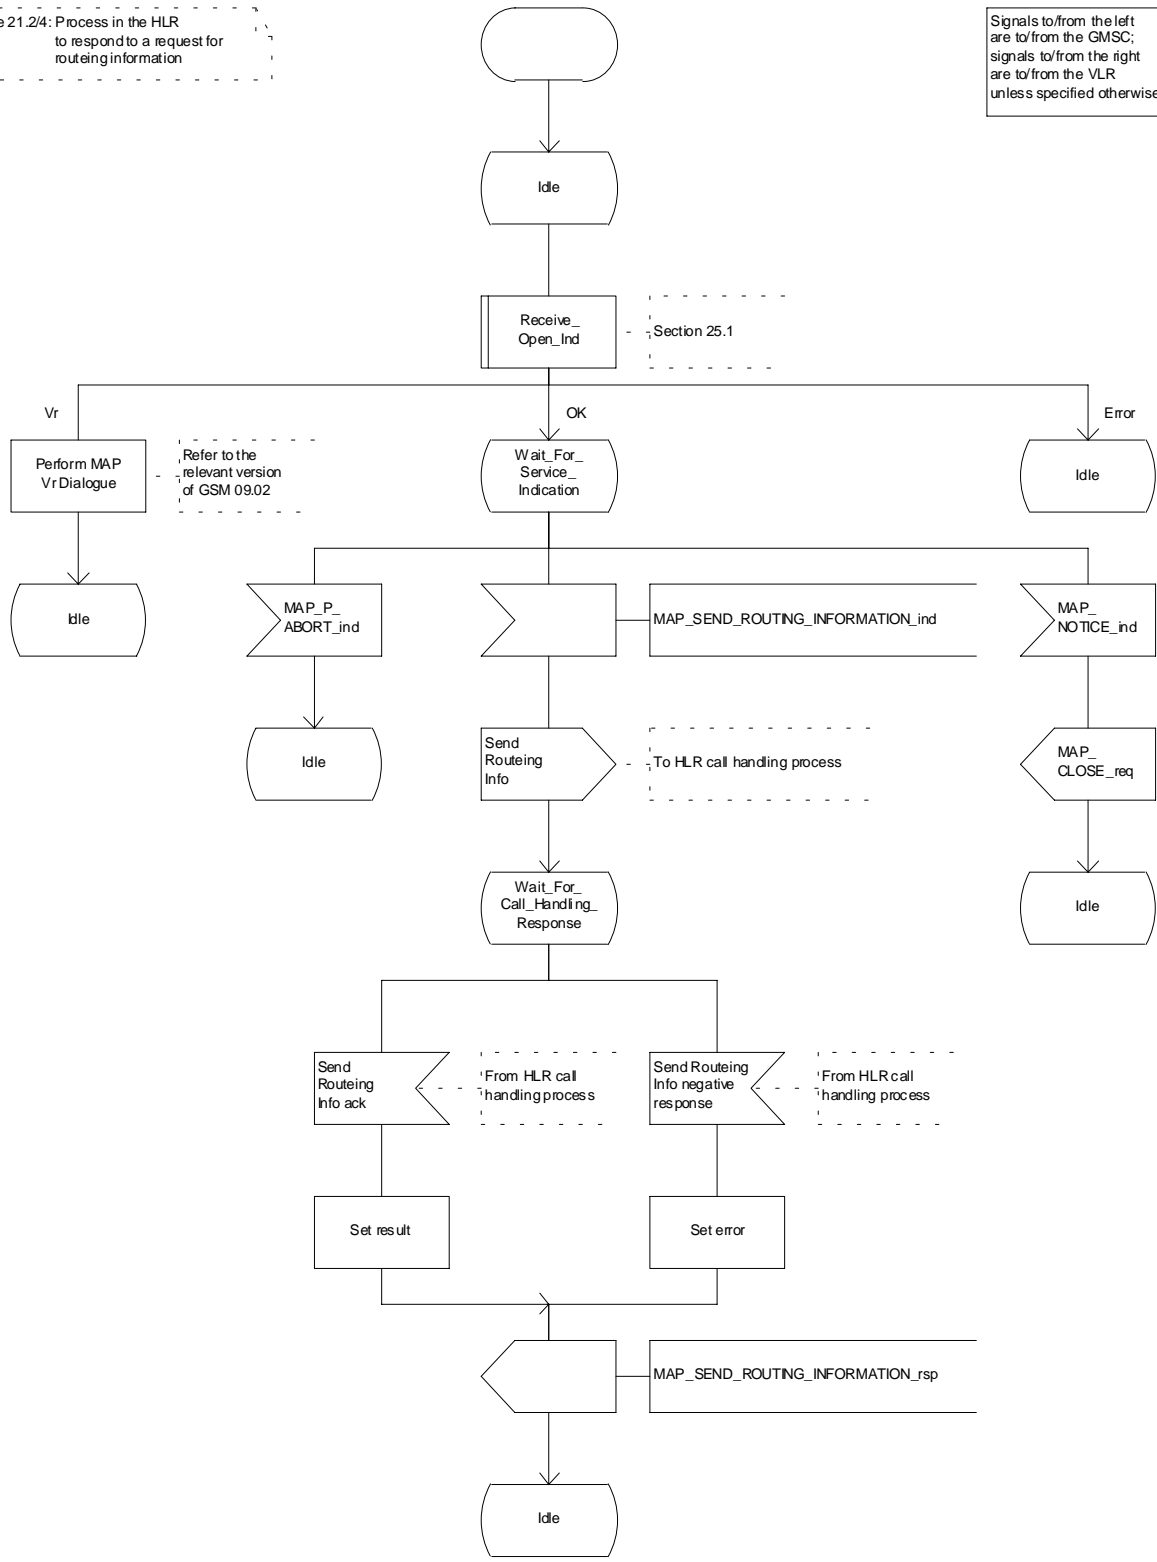 e 21.2/4: Process in the HLR
to respond to a request for
routeing information
Signals to/from the left
are to/from the GMSC;
signals to/from the right
are to/from the VLR
unless specified otherwise
Idle
Receive_
Open_Ind
Section 25.1
Vr
OK
Error
Perform MAP
Vr Dialogue
Refer to the
relevant version
of GSM 09.02
Wait_For_
Service_
Indication
Idle
Idle
MAP_P_
ABORT_ind
MAP_SEND_ROUTING_INFORMATION_ind
MAP_
NOTICE_ind
Idle
Send
Routeing
Info
To HLR call handling process
MAP_
CLOSE_req
Wait_For_
Call_Handling_
Response
Idle
Send
Routeing
Info ack
From HLR call
handling process
Send Routeing
Info negative
response
From HLR call
handling process
Set result
Set error
MAP_SEND_ROUTING_INFORMATION_rsp
Idle